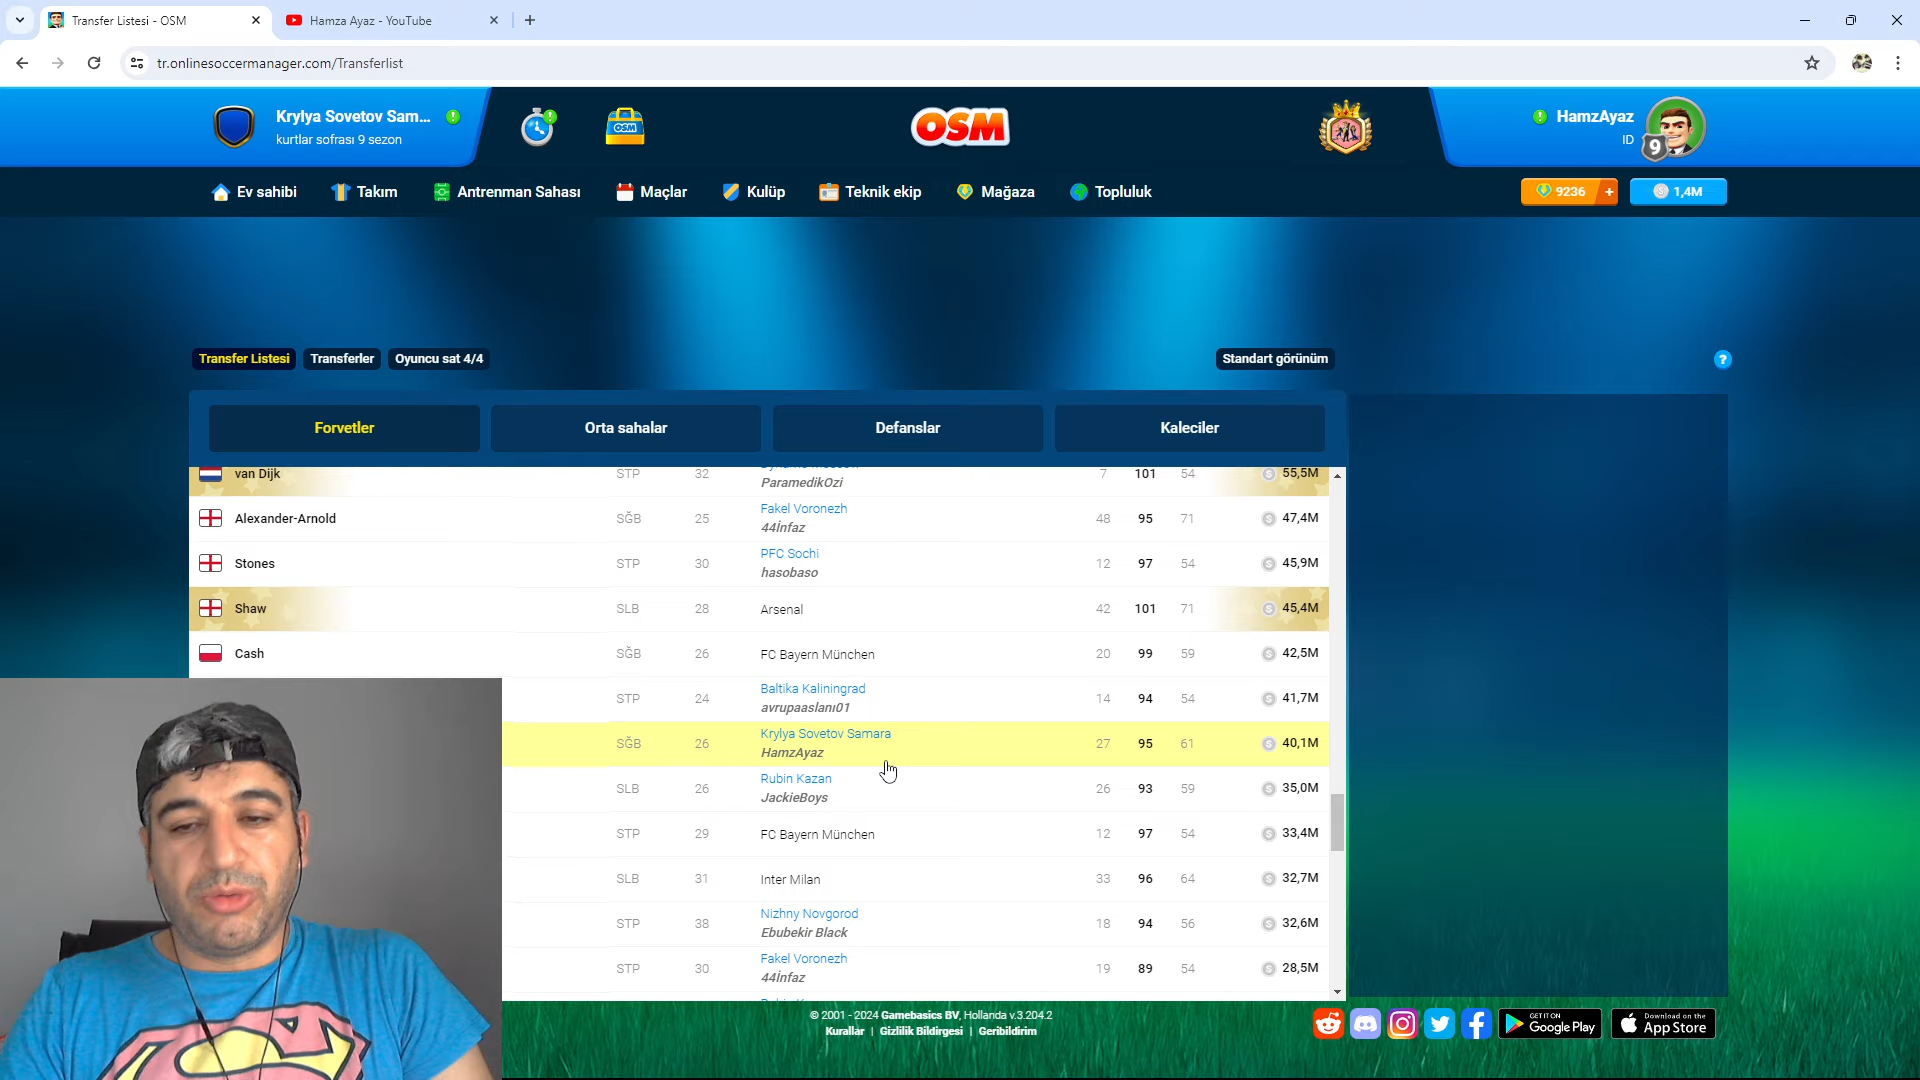 Transfer Listesi - OSM
Hamza Ayaz - YouTube
tr.onlinesoccermanager.com/Transferlist
Krylya Sovetov Sam...
kurtlar sofrası 9 sezon
OSM
OSM
HamzAyaz
ID
9
Ev sahibi
Takım
Antrenman Sahası
Maçlar
Kulüp
Teknik ekip
Mağaza
Topluluk
9236 +
1,4M
Transfer Listesi
Transferler
Oyuncu sat 4/4
Standart görünüm
?
Forvetler
Orta sahalar
Defanslar
Kaleciler
van Dijk STP 32 ParamedikOzi 7 101 54 55,5M
Alexander-Arnold SĞB 25 Fakel Voronezh 48 95 71 47,4M
44İnfaz
Stones STP 30 PFC Sochi 12 97 54 45,9M
hasobaso
Shaw SLB 28 Arsenal 42 101 71 45,4M
Cash SĞB 26 FC Bayern München 20 99 59 42,5M
STP 24 Baltika Kaliningrad 14 94 54 41,7M
avrupaaslanı01
SĞB 26 Krylya Sovetov Samara 27 95 61 40,1M
HamzAyaz
SLB 26 Rubin Kazan 26 93 59 35,0M
JackieBoys
STP 29 FC Bayern München 12 97 54 33,4M
SLB 31 Inter Milan 33 96 64 32,7M
STP 38 Nizhny Novgorod 18 94 56 32,6M
Ebubekir Black
STP 30 Fakel Voronezh 19 89 54 28,5M
44İnfaz
© 2001 - 2024 Gamebasics BV, Hollanda v.3.204.2
Kurallar | Gizlilik Bildirgesi | Geribildirim
GET IT ON
Google Play
Download on the
App Store